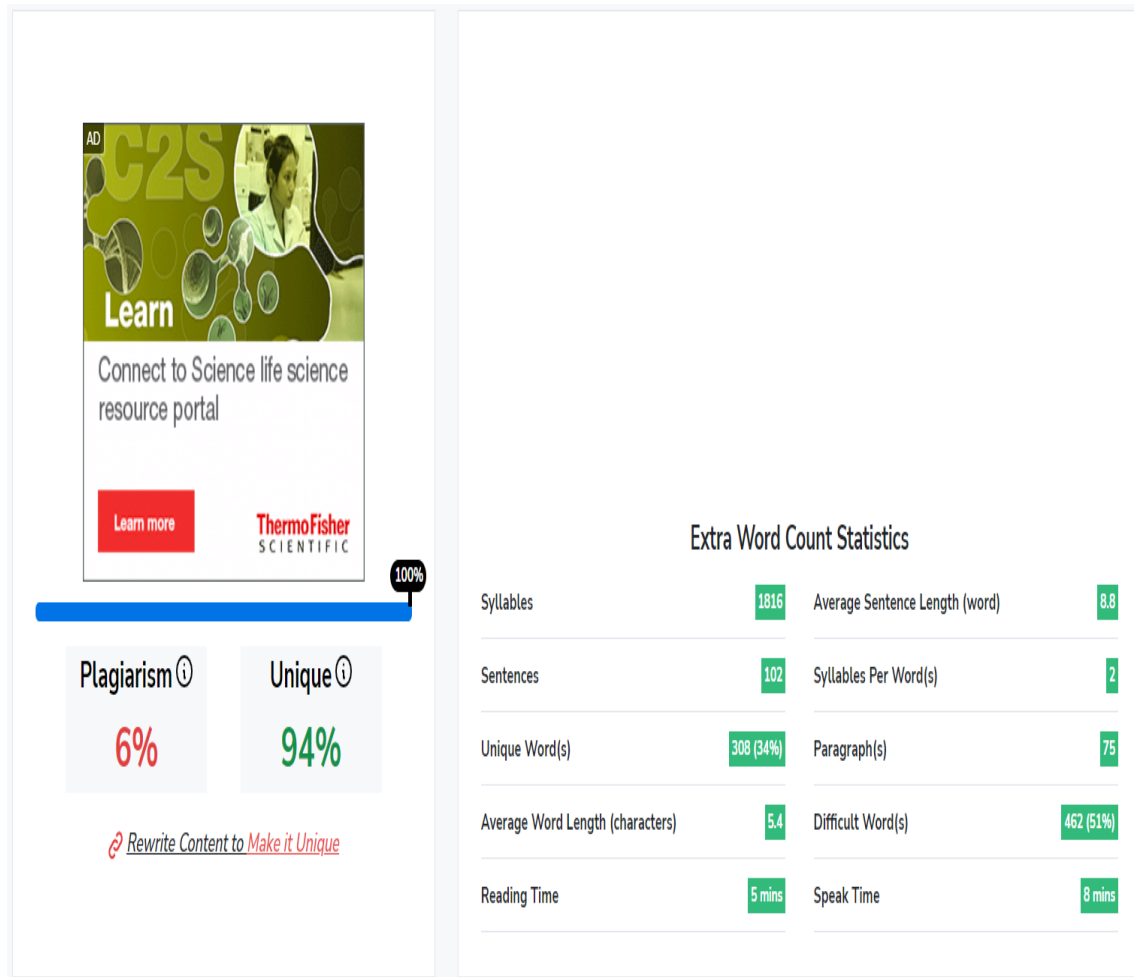 AD
C2S
Learn
Connect to Science life science
resource portal
Learn more
ThermoFisher
SCIENTIFIC
100%
Plagiarism
Unique
6%
94%
Rewrite Content to Make it Unique
Extra Word Count Statistics
Syllables 1816
Average Sentence Length (word) 8.8
Sentences 102
Syllables Per Word(s) 2
Unique Word(s) 308 (34%)
Paragraph(s) 75
Average Word Length (characters) 5.4
Difficult Word(s) 462 (51%)
Reading Time 5 mins
Speak Time 8 mins